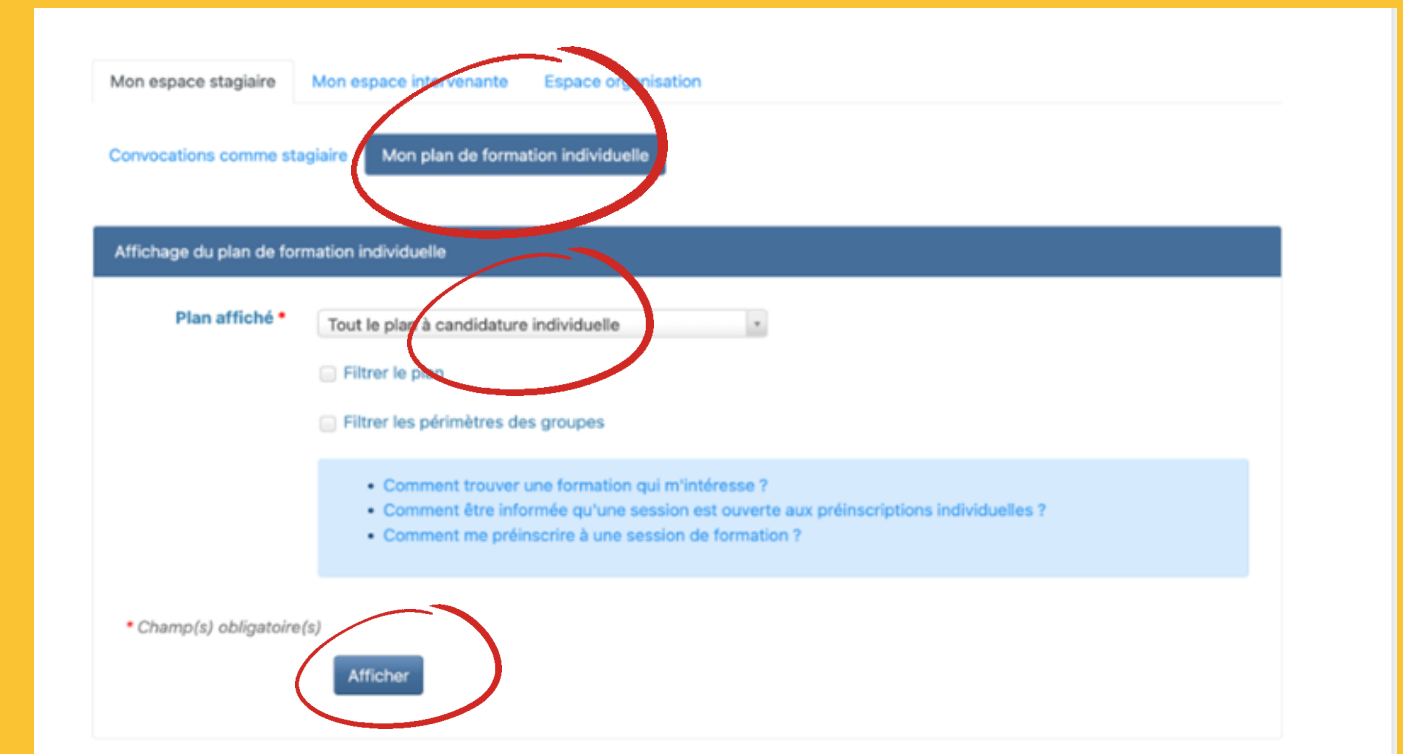 Mon espace stagiaire Mon espace intervenante Espace organisation
Convocations comme stagiaire Mon plan de formation individuelle
Affichage du plan de formation individuelle
Plan affiché * Tout le plan à candidature individuelle
Filtrer le plan
Filtrer les périmètres des groupes
• Comment trouver une formation qui m'intéresse ?
• Comment être informée qu'une session est ouverte aux préinscriptions individuelles ?
• Comment me préinscrire à une session de formation ?
* Champ(s) obligatoire(s)
Afficher